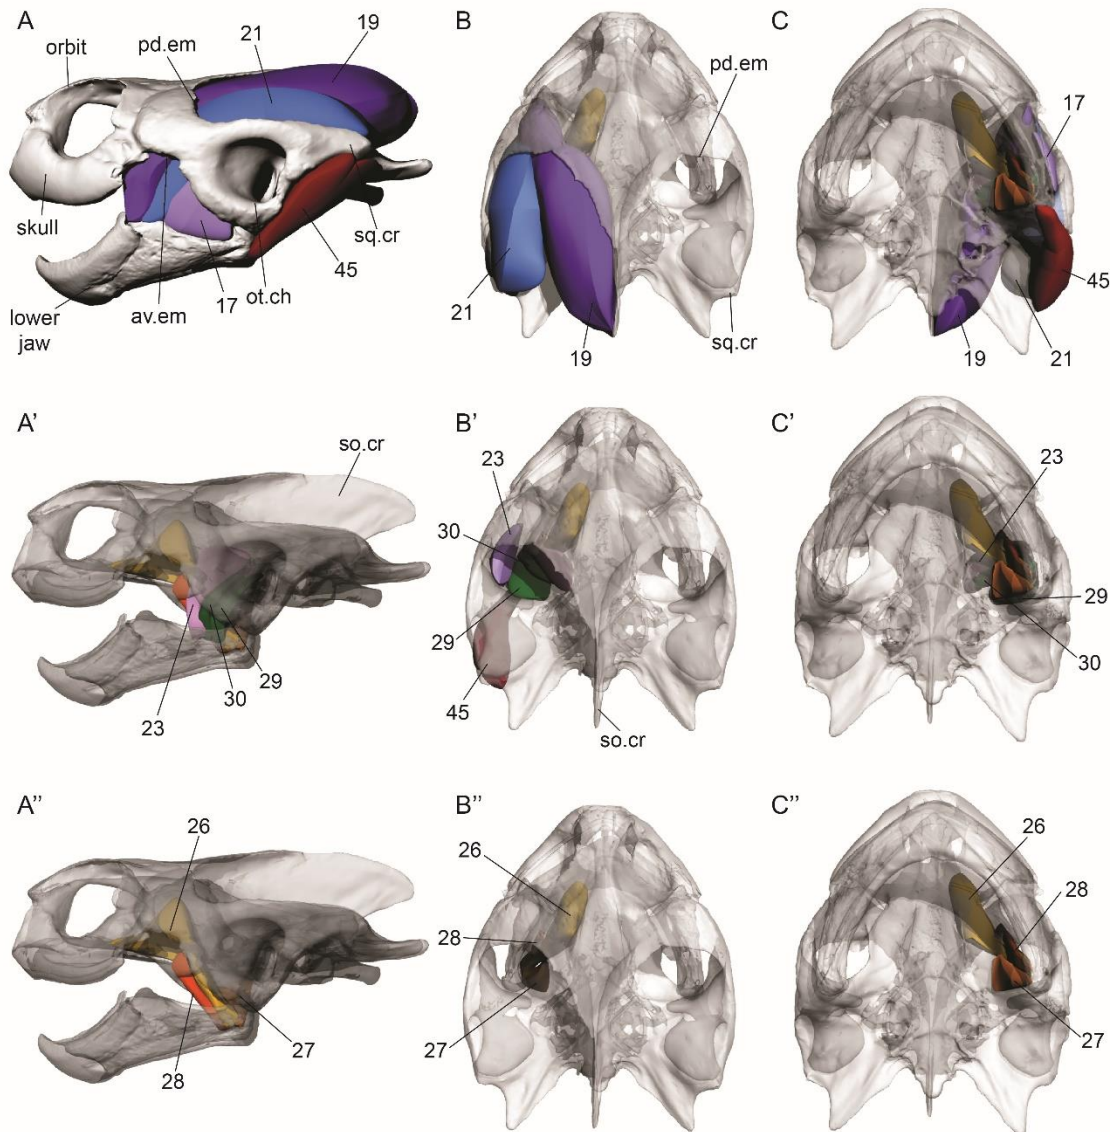 A
orbit
pd.em
21
19
skull
lower
jaw
av.em
17
ot.ch
45
sq.cr
B
pd.em
21
19
sq.cr
C
17
45
19
21
A’
so.cr
23
30
29
B’
23
30
29
45
so.cr
C’
23
29
30
A”
26
28
27
B”
26
28
27
C”
26
28
27